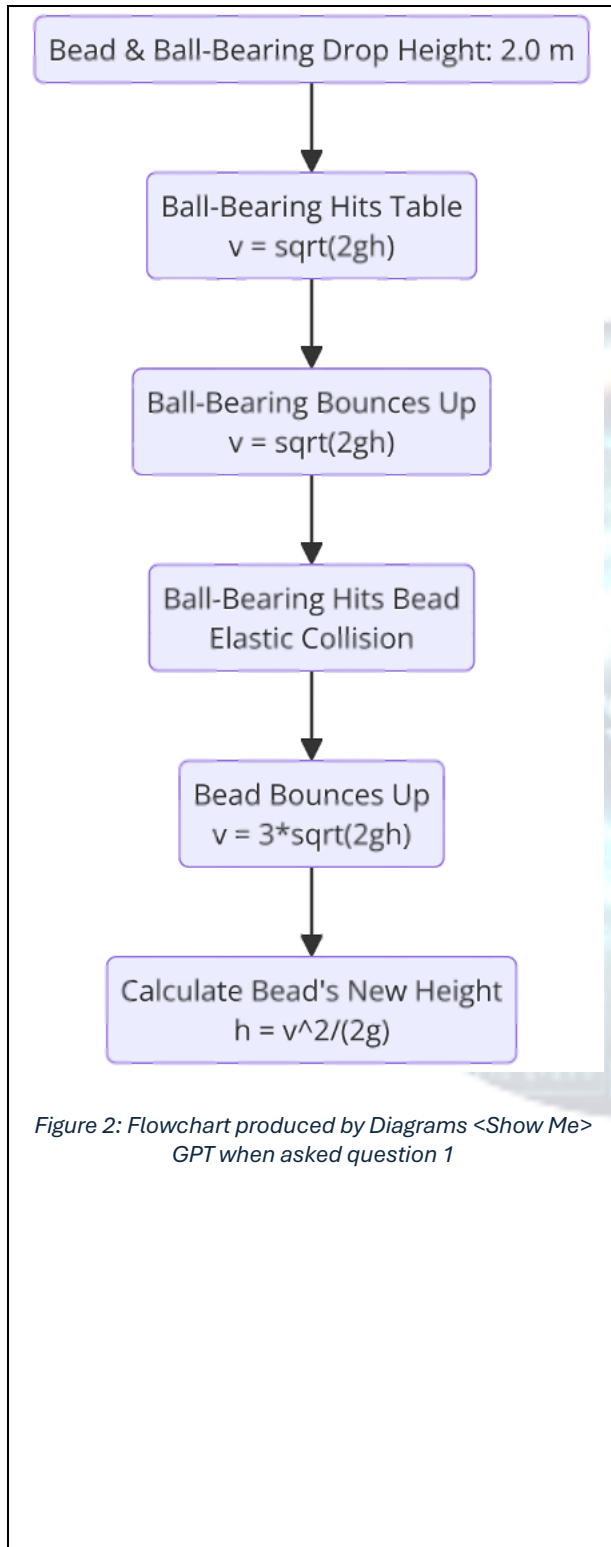 Bead & Ball-Bearing Drop Height: 2.0 m
Ball-Bearing Hits Table
v = sqrt(2gh)
Ball-Bearing Bounces Up
v = sqrt(2gh)
Ball-Bearing Hits Bead
Elastic Collision
Bead Bounces Up
v = 3*sqrt(2gh)
Calculate Bead's New Height
h = v^2/(2g)
Figure 2: Flowchart produced by Diagrams <Show Me>
GPT when asked question 1